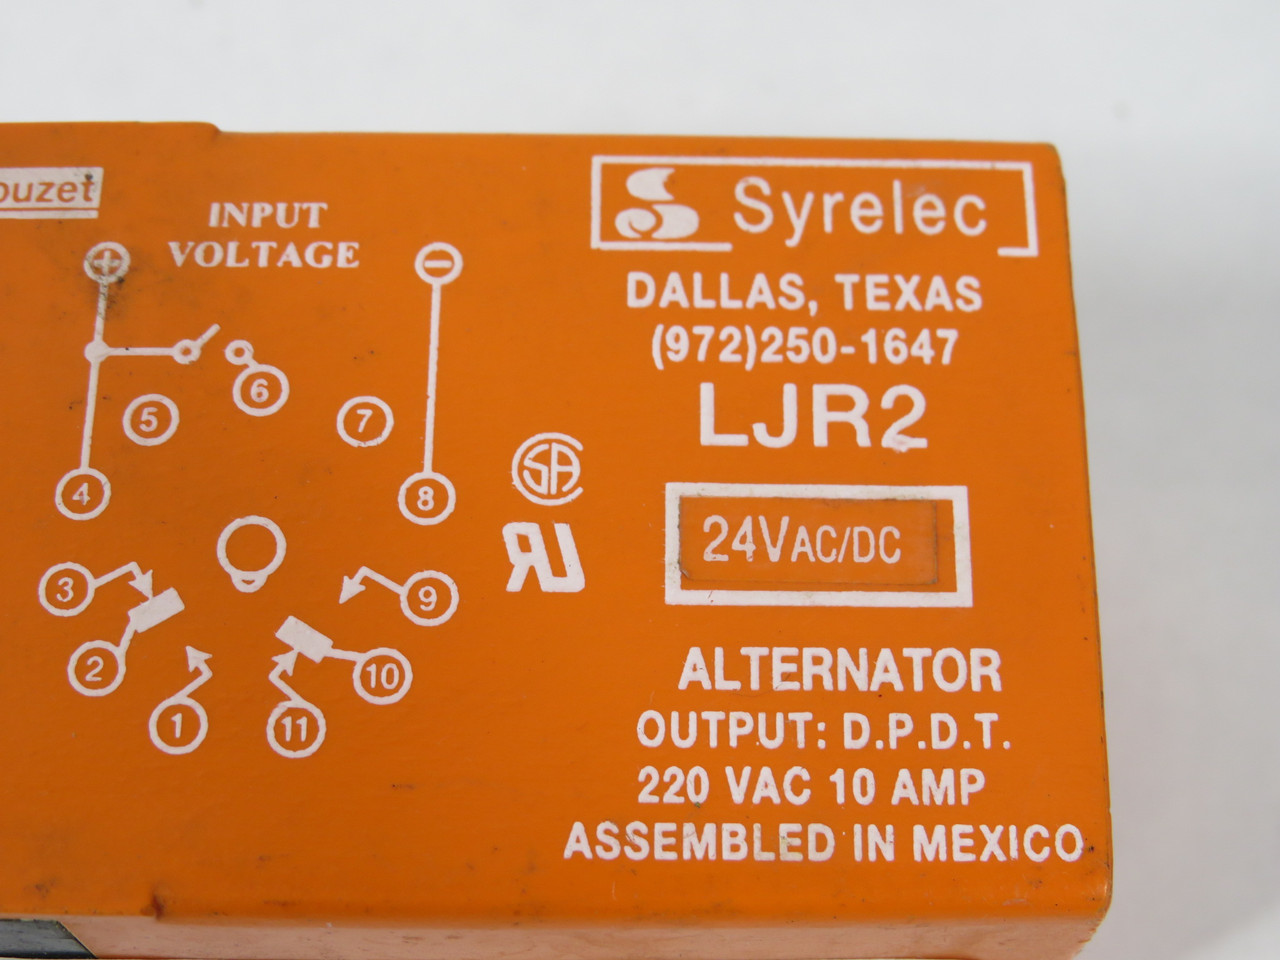 INPUT
VOLTAGE
+
−
5
6
7
4
8
3
9
2
10
1
11
Syrelec
DALLAS, TEXAS
(972)250-1647
LJR2
24VAC/DC
ALTERNATOR
OUTPUT: D.P.D.T.
220 VAC 10 AMP
ASSEMBLED IN MEXICO
SA